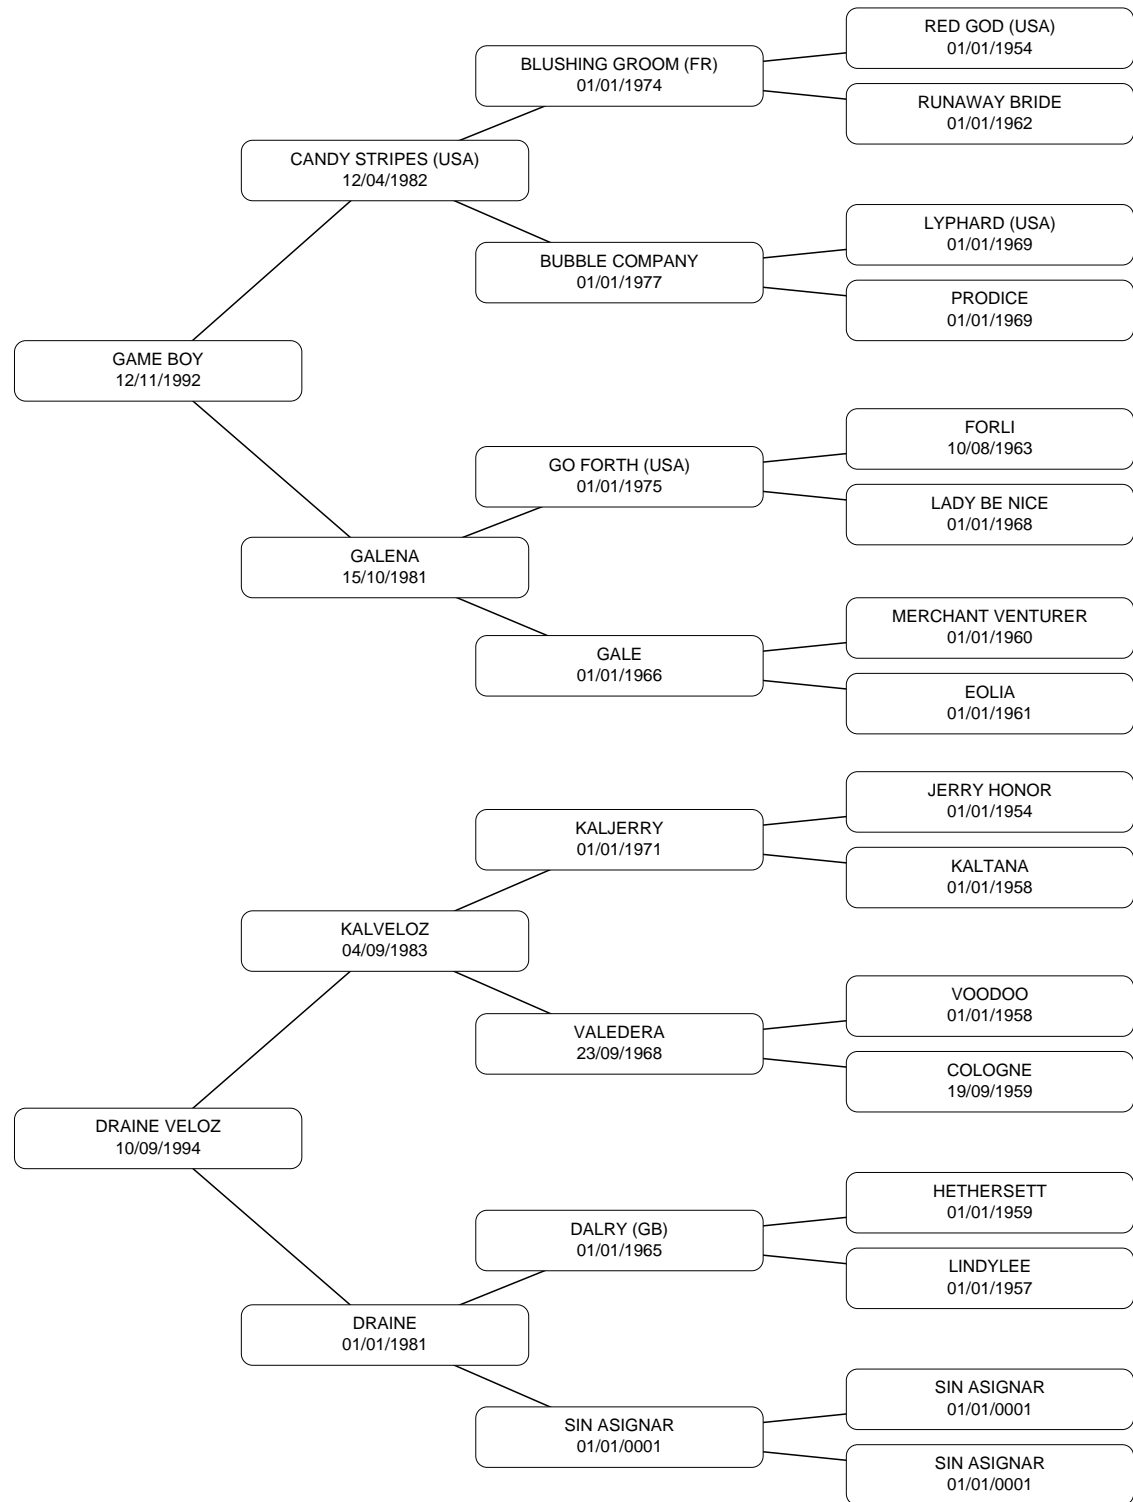 RED GOD (USA)
01/01/1954
BLUSHING GROOM (FR)
01/01/1974
RUNAWAY BRIDE
01/01/1962
CANDY STRIPES (USA)
12/04/1982
LYPHARD (USA)
01/01/1969
BUBBLE COMPANY
01/01/1977
PRODICE
01/01/1969
GAME BOY
12/11/1992
FORLI
10/08/1963
GO FORTH (USA)
01/01/1975
LADY BE NICE
01/01/1968
GALENA
15/10/1981
MERCHANT VENTURER
01/01/1960
GALE
01/01/1966
EOLIA
01/01/1961
JERRY HONOR
01/01/1954
KALJERRY
01/01/1971
KALTANA
01/01/1958
KALVELOZ
04/09/1983
VOODOO
01/01/1958
VALEDERA
23/09/1968
COLOGNE
19/09/1959
DRAINE VELOZ
10/09/1994
HETHERSETT
01/01/1959
DALRY (GB)
01/01/1965
LINDYLEE
01/01/1957
DRAINE
01/01/1981
SIN ASIGNAR
01/01/0001
SIN ASIGNAR
01/01/0001
SIN ASIGNAR
01/01/0001